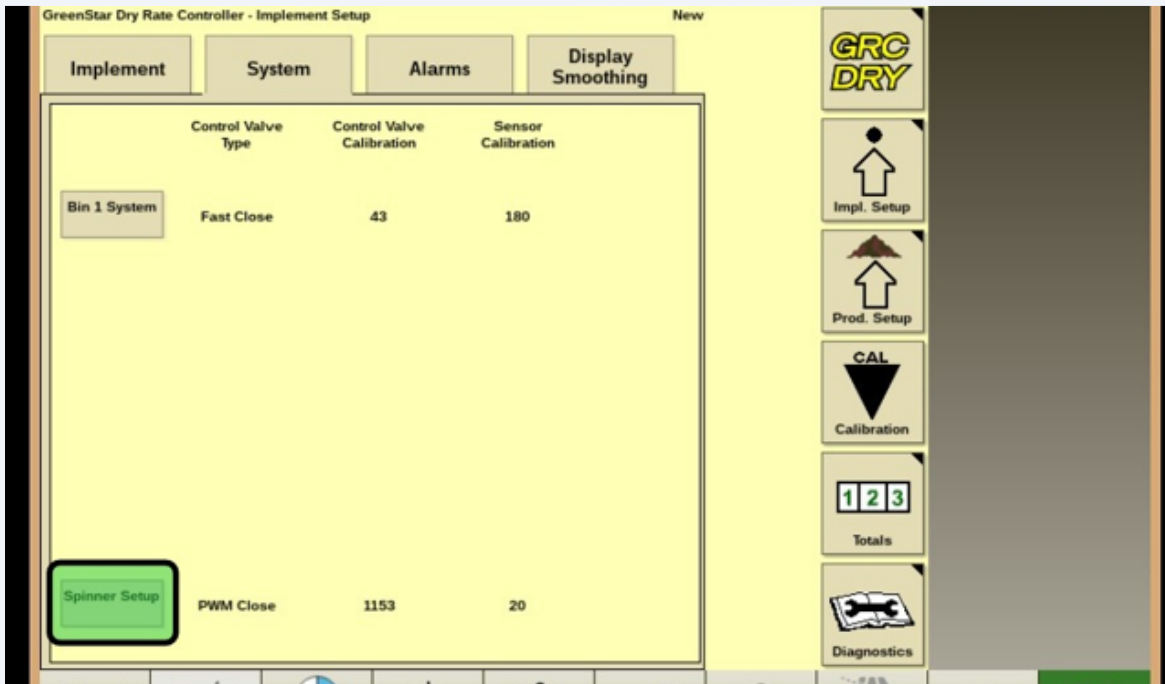 GreenStar Dry Rate Controller - Implement Setup
New
Implement
System
Alarms
Display
Smoothing
Control Valve
Type
Control Valve
Calibration
Sensor
Calibration
Bin 1 System
Fast Close
43
180
Spinner Setup
PWM Close
1153
20
GRC
DRY
Impl. Setup
Prod. Setup
CAL
Calibration
1 2 3
Totals
Diagnostics